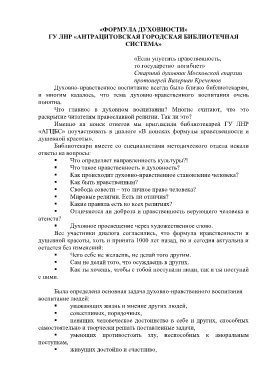 «ФОРМУЛА ДУХОВНОСТИ»
ГУ ЛНР «АНТРАЦИТОВСКАЯ ГОРОДСКАЯ БИБЛИОТЕЧНАЯ
СИСТЕМА»
«Если упустить нравственность,
то государство погибнет»
Старший духовник Московской епархии
протоиерей Валериан Кречетов
Духовно-нравственное воспитание всегда было близко библиотекарям,
и многим казалось, что тема духовно-нравственного воспитания очень
понятна.
Что главное в духовном воспитании? Многие считают, что это
раскрытие читателям православной религии. Так ли это?
Именно на поиск ответов мы пригласили библиотекарей ГУ ЛНР
«АГЦБС» поучаствовать в диалоге «В поисках формулы нравственности и
душевной красоты».
Библиотекари вместе со специалистами методического отдела искали
ответы на вопросы:
▪ Что определяет направленность культуры?!
▪ Что такое нравственность и духовность?
▪ Как происходит духовно-нравственное становление человека?
▪ Как быть нравственным?
▪ Свобода совести – это личное право человека?
▪ Мировые религии. Есть ли отличия?
▪ Какие правила есть во всех религиях?
▪ Отличаются ли доброта и нравственность верующего человека и
атеиста?
▪ Духовное просвещение через художественное слово.
Все участники диалога согласились, что формула нравственности и
душевной красоты, хоть и принята 1000 лет назад, но и сегодня актуальна и
остается без изменений:
▪ Чего себе не желаешь, не делай того другим.
▪ Сам не делай того, что осуждаешь в других.
▪ Как ты хочешь, чтобы с тобой поступали люди, так и ты поступай
с ними.
Была определена основная задача духовно-нравственного воспитания
воспитание людей:
▪ уважающих жизнь и мнение других людей,
▪ совестливых, порядочных,
▪ ценящих человеческое достоинство в себе и других, способных
самостоятельно и творчески решать поставленные задачи,
▪ умеющих противостоять злу, неспособных к аморальным
поступкам,
▪ живущих достойно и счастливо,